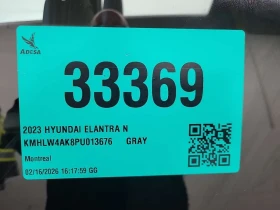 ADESA
33369
2023 HYUNDAI ELANTRA N
KMHLW4AK8PU013676 GRAY
Montreal
02/16/2026 16:17:59 GG